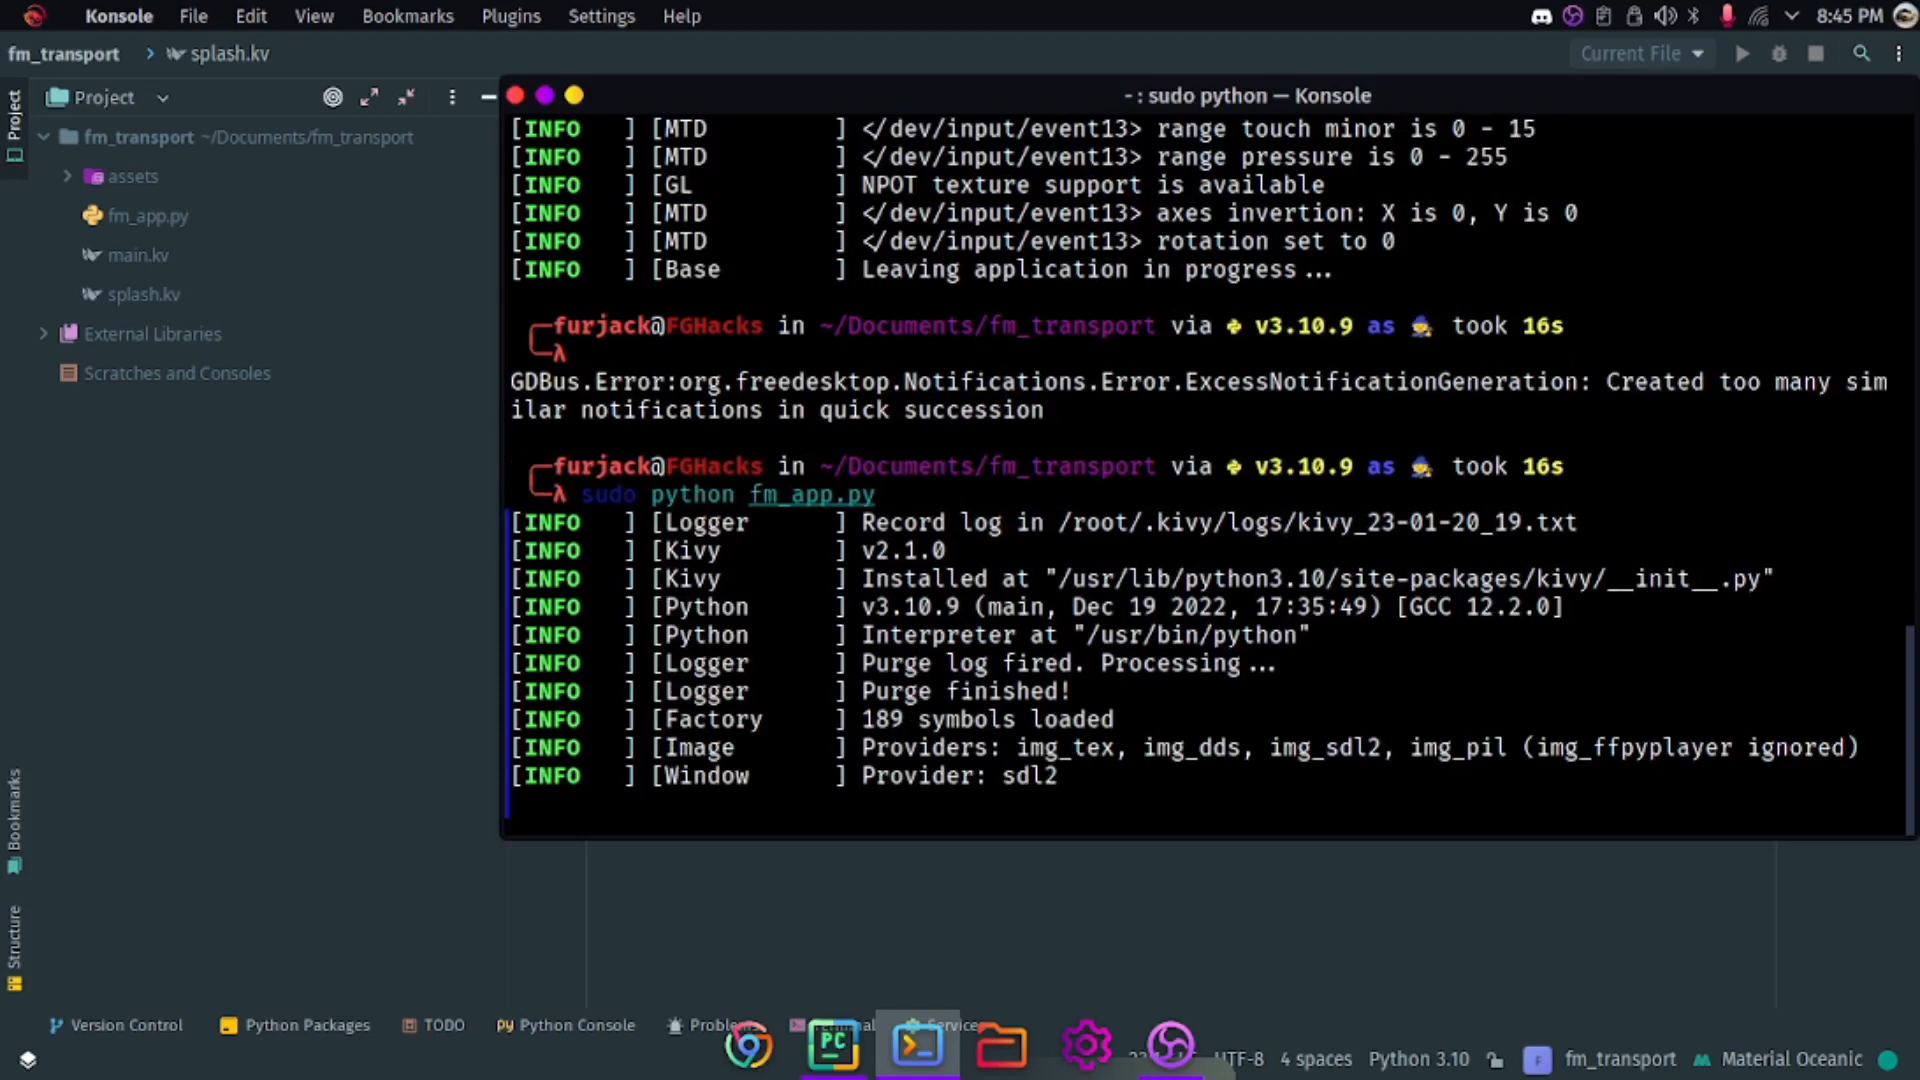 Konsole File Edit View Bookmarks Plugins Settings Help 8:45 PM
fm_transport splash.kv Current File
Project
Project
- : sudo python — Konsole
fm_transport ~/Documents/fm_transport
assets
fm_app.py
main.kv
splash.kv
External Libraries
Scratches and Consoles
[INFO ] [MTD ] </dev/input/event13> range touch minor is 0 - 15
[INFO ] [MTD ] </dev/input/event13> range pressure is 0 - 255
[INFO ] [GL ] NPOT texture support is available
[INFO ] [MTD ] </dev/input/event13> axes invertion: X is 0, Y is 0
[INFO ] [MTD ] </dev/input/event13> rotation set to 0
[INFO ] [Base ] Leaving application in progress...
furjack@FGHacks in ~/Documents/fm_transport via v3.10.9 as 🧙 took 16s
λ
GDBus.Error:org.freedesktop.Notifications.Error.ExcessNotificationGeneration: Created too many sim
ilar notifications in quick succession
furjack@FGHacks in ~/Documents/fm_transport via v3.10.9 as 🧙 took 16s
λ sudo python fm_app.py
[INFO ] [Logger ] Record log in /root/.kivy/logs/kivy_23-01-20_19.txt
[INFO ] [Kivy ] v2.1.0
[INFO ] [Kivy ] Installed at "/usr/lib/python3.10/site-packages/kivy/__init__.py"
[INFO ] [Python ] v3.10.9 (main, Dec 19 2022, 17:35:49) [GCC 12.2.0]
[INFO ] [Python ] Interpreter at "/usr/bin/python"
[INFO ] [Logger ] Purge log fired. Processing...
[INFO ] [Logger ] Purge finished!
[INFO ] [Factory ] 189 symbols loaded
[INFO ] [Image ] Providers: img_tex, img_dds, img_sdl2, img_pil (img_ffpyplayer ignored)
[INFO ] [Window ] Provider: sdl2
Bookmarks
Structure
Version Control Python Packages TODO Python Console
PC
UTF-8 4 spaces Python 3.10 fm_transport Material Oceanic